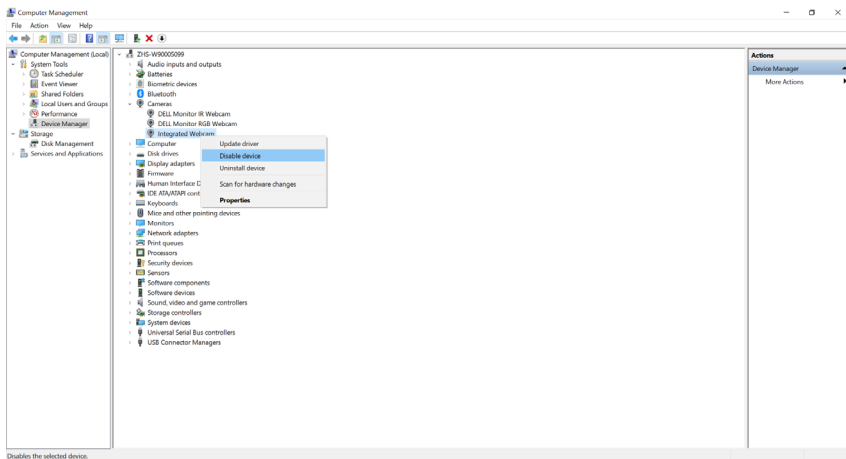 Computer Management
File Action View Help
Computer Management (Local)
System Tools
Task Scheduler
Event Viewer
Shared Folders
Local Users and Groups
Performance
Device Manager
Storage
Disk Management
Services and Applications
ZHS-W90005099
Audio inputs and outputs
Batteries
Biometric devices
Bluetooth
Cameras
DELL Monitor IR Webcam
DELL Monitor RGB Webcam
Integrated Webcam
Computer
Disk drives
Display adapters
Firmware
Human Interface D
IDE ATA/ATAPI cont
Keyboards
Mice and other pointing devices
Monitors
Network adapters
Print queues
Processors
Security devices
Sensors
Software components
Software devices
Sound, video and game controllers
Storage controllers
System devices
Universal Serial Bus controllers
USB Connector Managers
Update driver
Disable device
Uninstall device
Scan for hardware changes
Properties
Actions
Device Manager
More Actions
Disables the selected device.